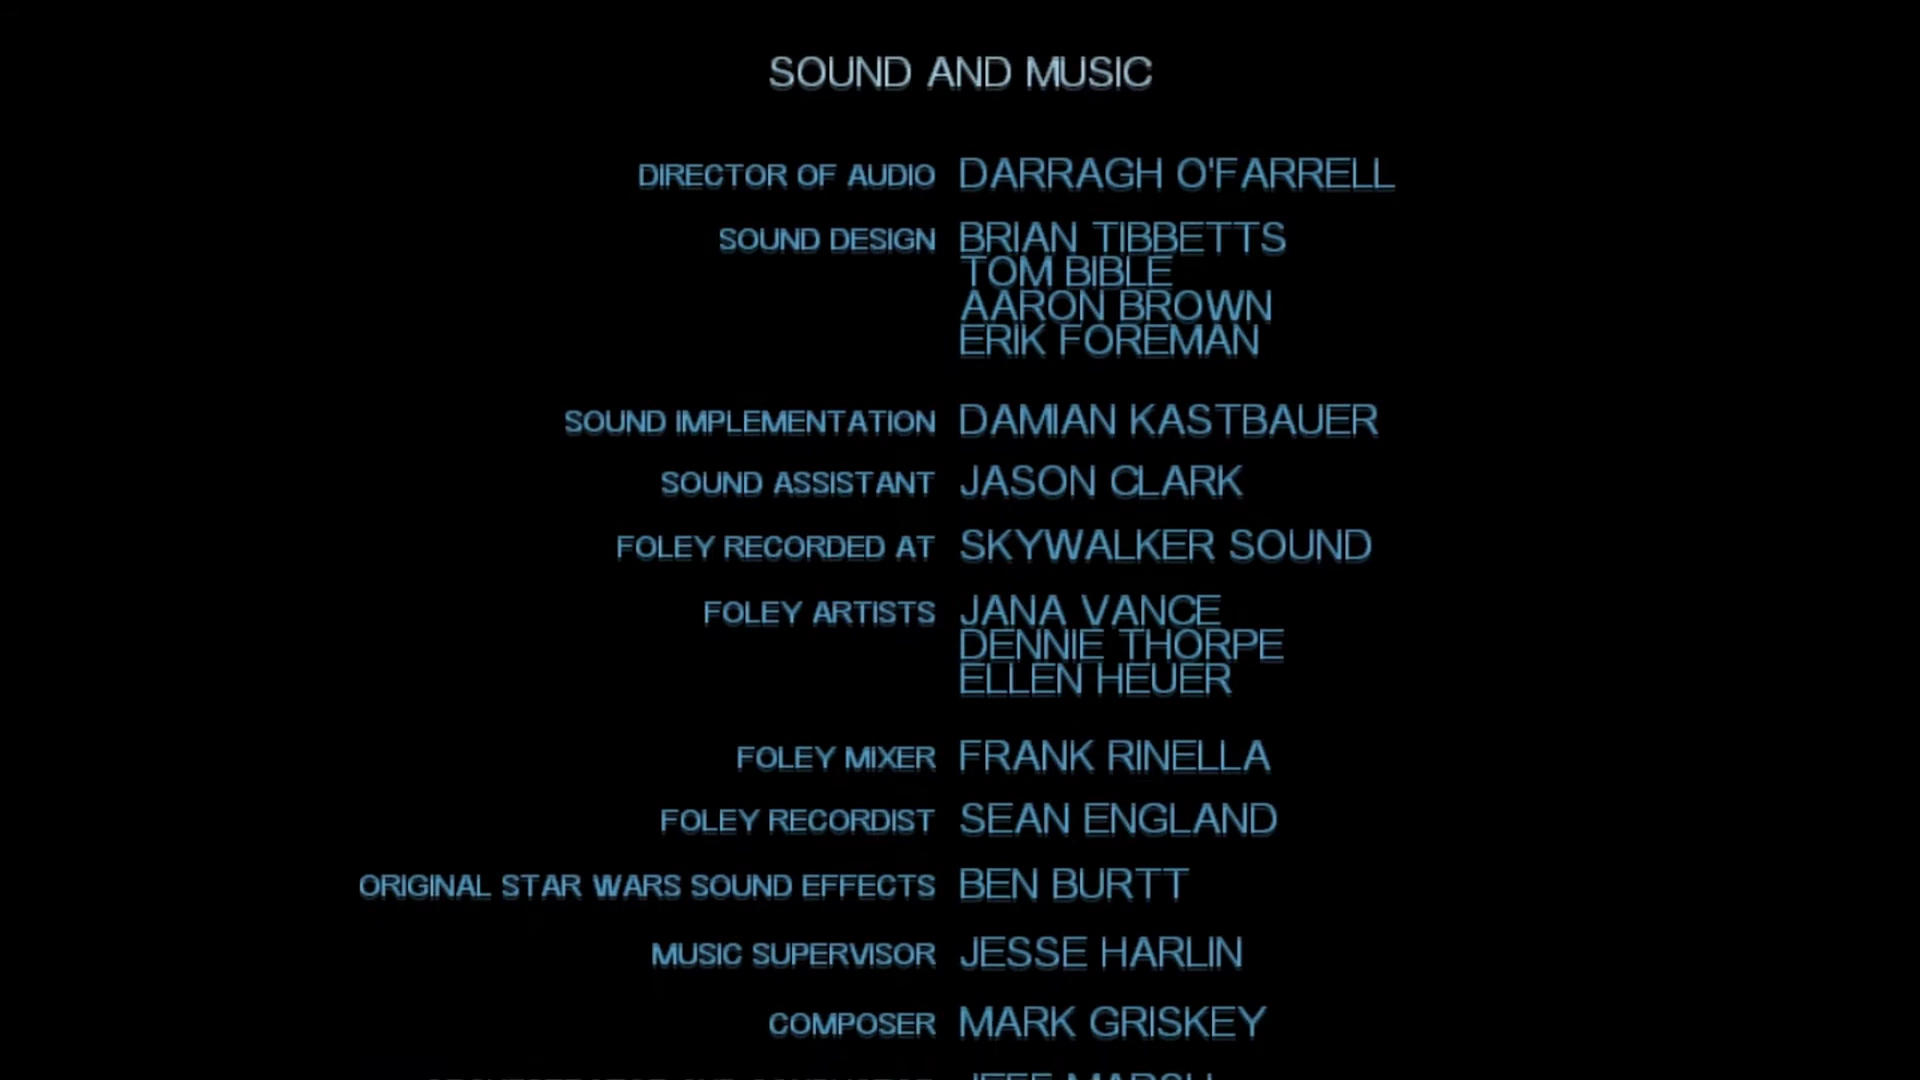 SOUND AND MUSIC
DIRECTOR OF AUDIO DARRAGH O'FARRELL
SOUND DESIGN BRIAN TIBBETTS
TOM BIBLE
AARON BROWN
ERIK FOREMAN
SOUND IMPLEMENTATION DAMIAN KASTBAUER
SOUND ASSISTANT JASON CLARK
FOLEY RECORDED AT SKYWALKER SOUND
FOLEY ARTISTS JANA VANCE
DENNIE THORPE
ELLEN HEUER
FOLEY MIXER FRANK RINELLA
FOLEY RECORDIST SEAN ENGLAND
ORIGINAL STAR WARS SOUND EFFECTS BEN BURTT
MUSIC SUPERVISOR JESSE HARLIN
COMPOSER MARK GRISKEY